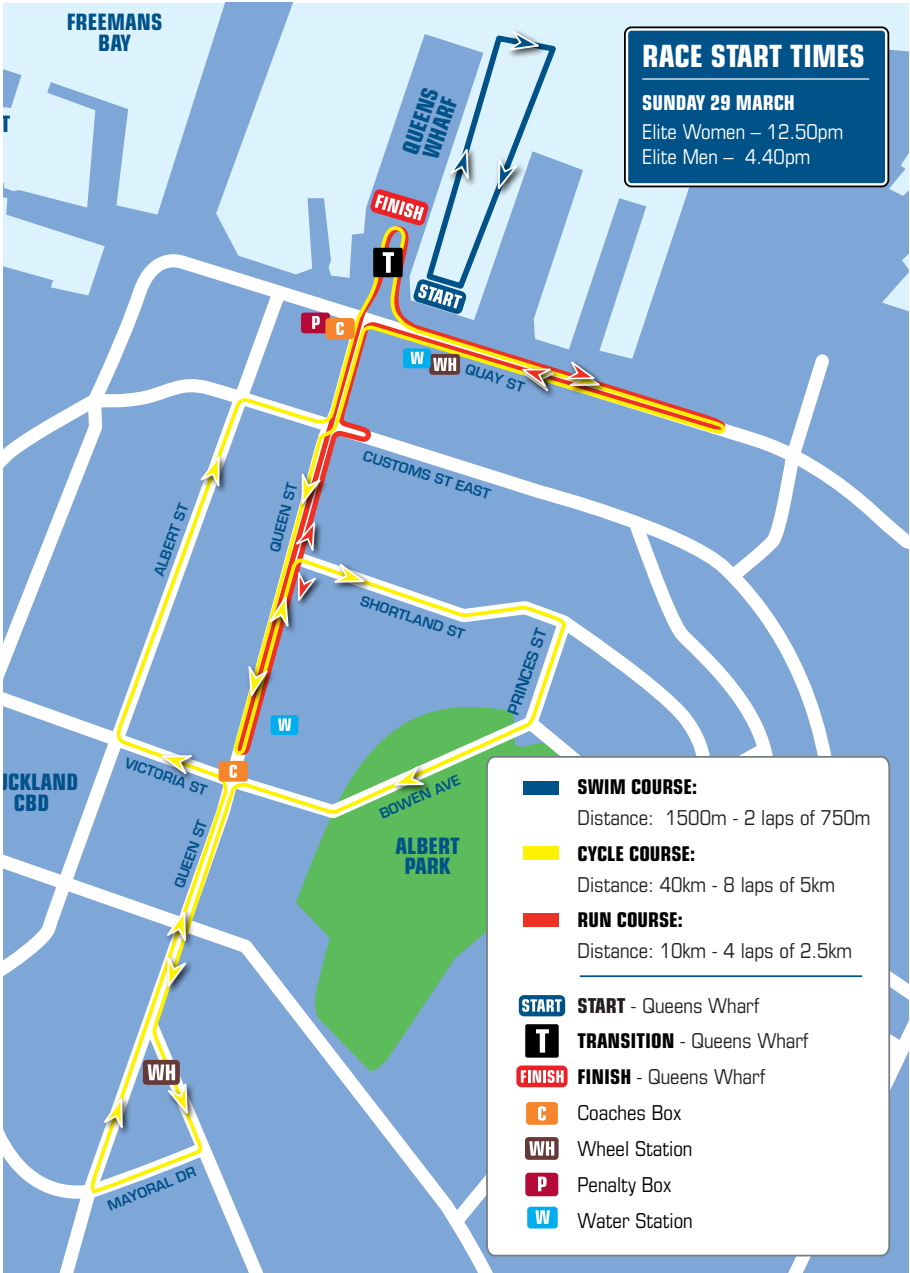 FREEMANS
BAY
T
QUEENS
WHARF
RACE START TIMES
SUNDAY 29 MARCH
Elite Women – 12.50pm
Elite Men – 4.40pm
FINISH
T
START
P
C
W
WH
QUAY ST
CUSTOMS ST EAST
QUEEN ST
ALBERT ST
SHORTLAND ST
PRINCES ST
W
C
VICTORIA ST
BOWEN AVE
UCKLAND
CBD
ALBERT
PARK
QUEEN ST
WH
MAYORAL DR
SWIM COURSE:
Distance: 1500m - 2 laps of 750m
CYCLE COURSE:
Distance: 40km - 8 laps of 5km
RUN COURSE:
Distance: 10km - 4 laps of 2.5km
START START - Queens Wharf
T TRANSITION - Queens Wharf
FINISH FINISH - Queens Wharf
C Coaches Box
WH Wheel Station
P Penalty Box
W Water Station